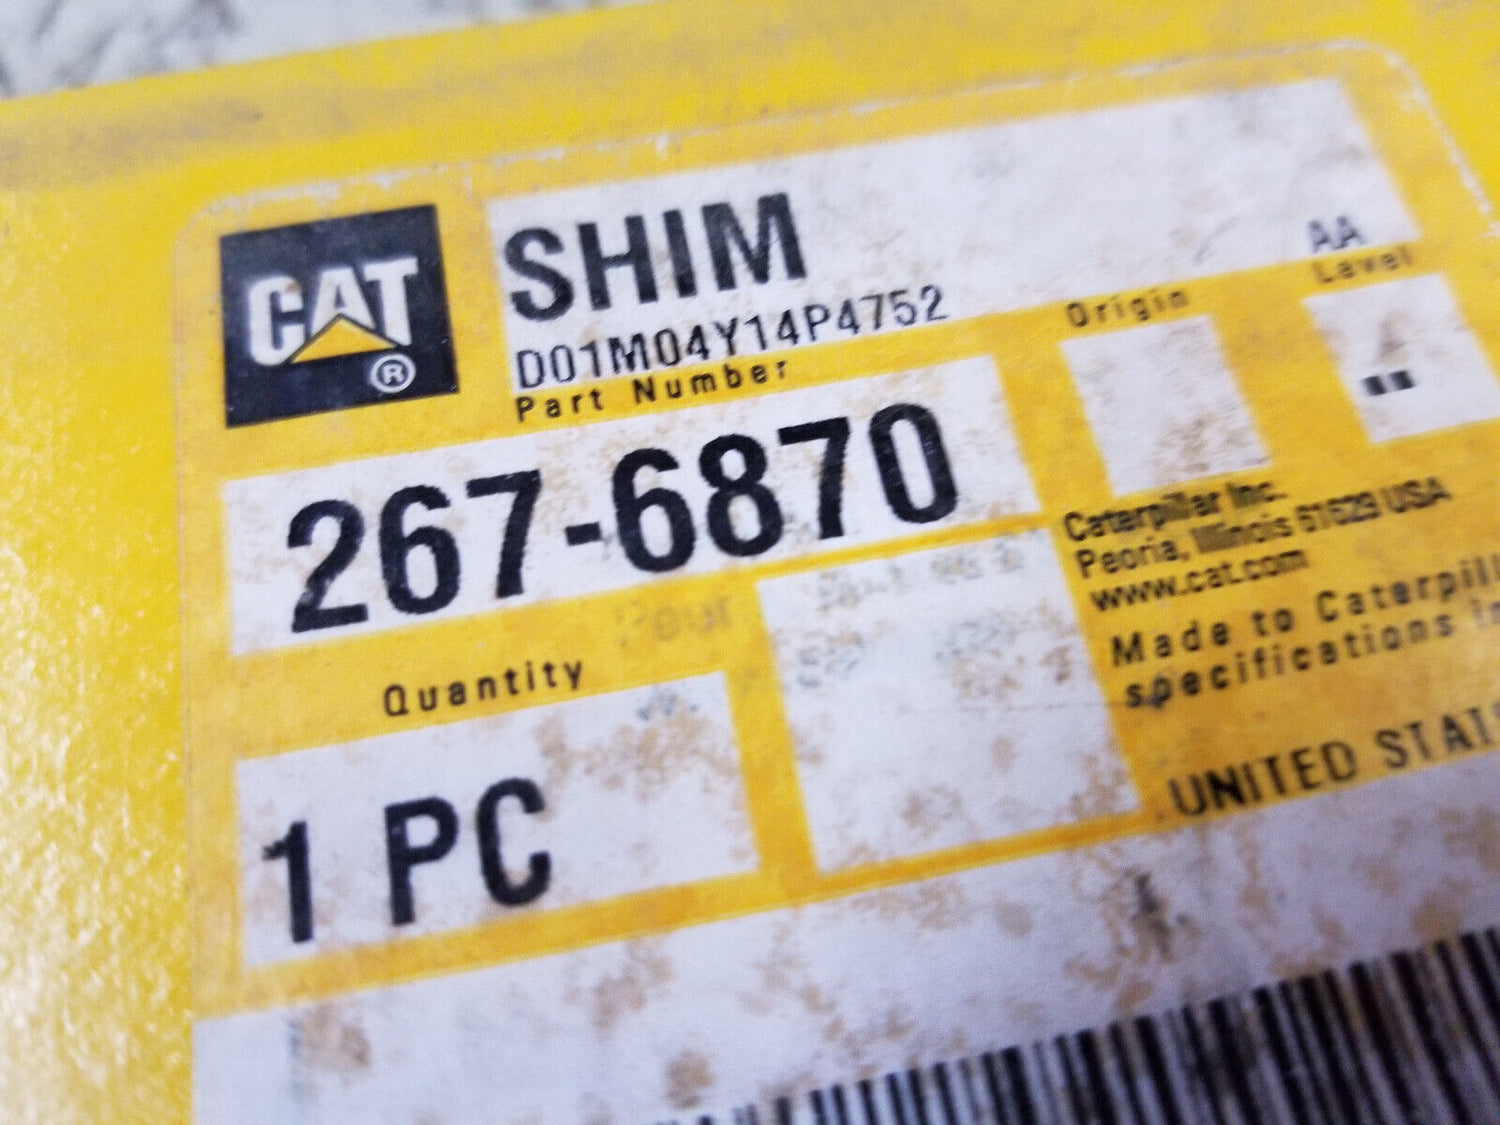 CAT
®
SHIM
D01M04Y14P4752
Part Number
267-6870
Origin
AA
Level
--
Quantity
1 PC
Caterpillar Inc.
Peoria, Illinois 61629 USA
www.cat.com
Made to Caterpill
specifications in
UNITED STAT